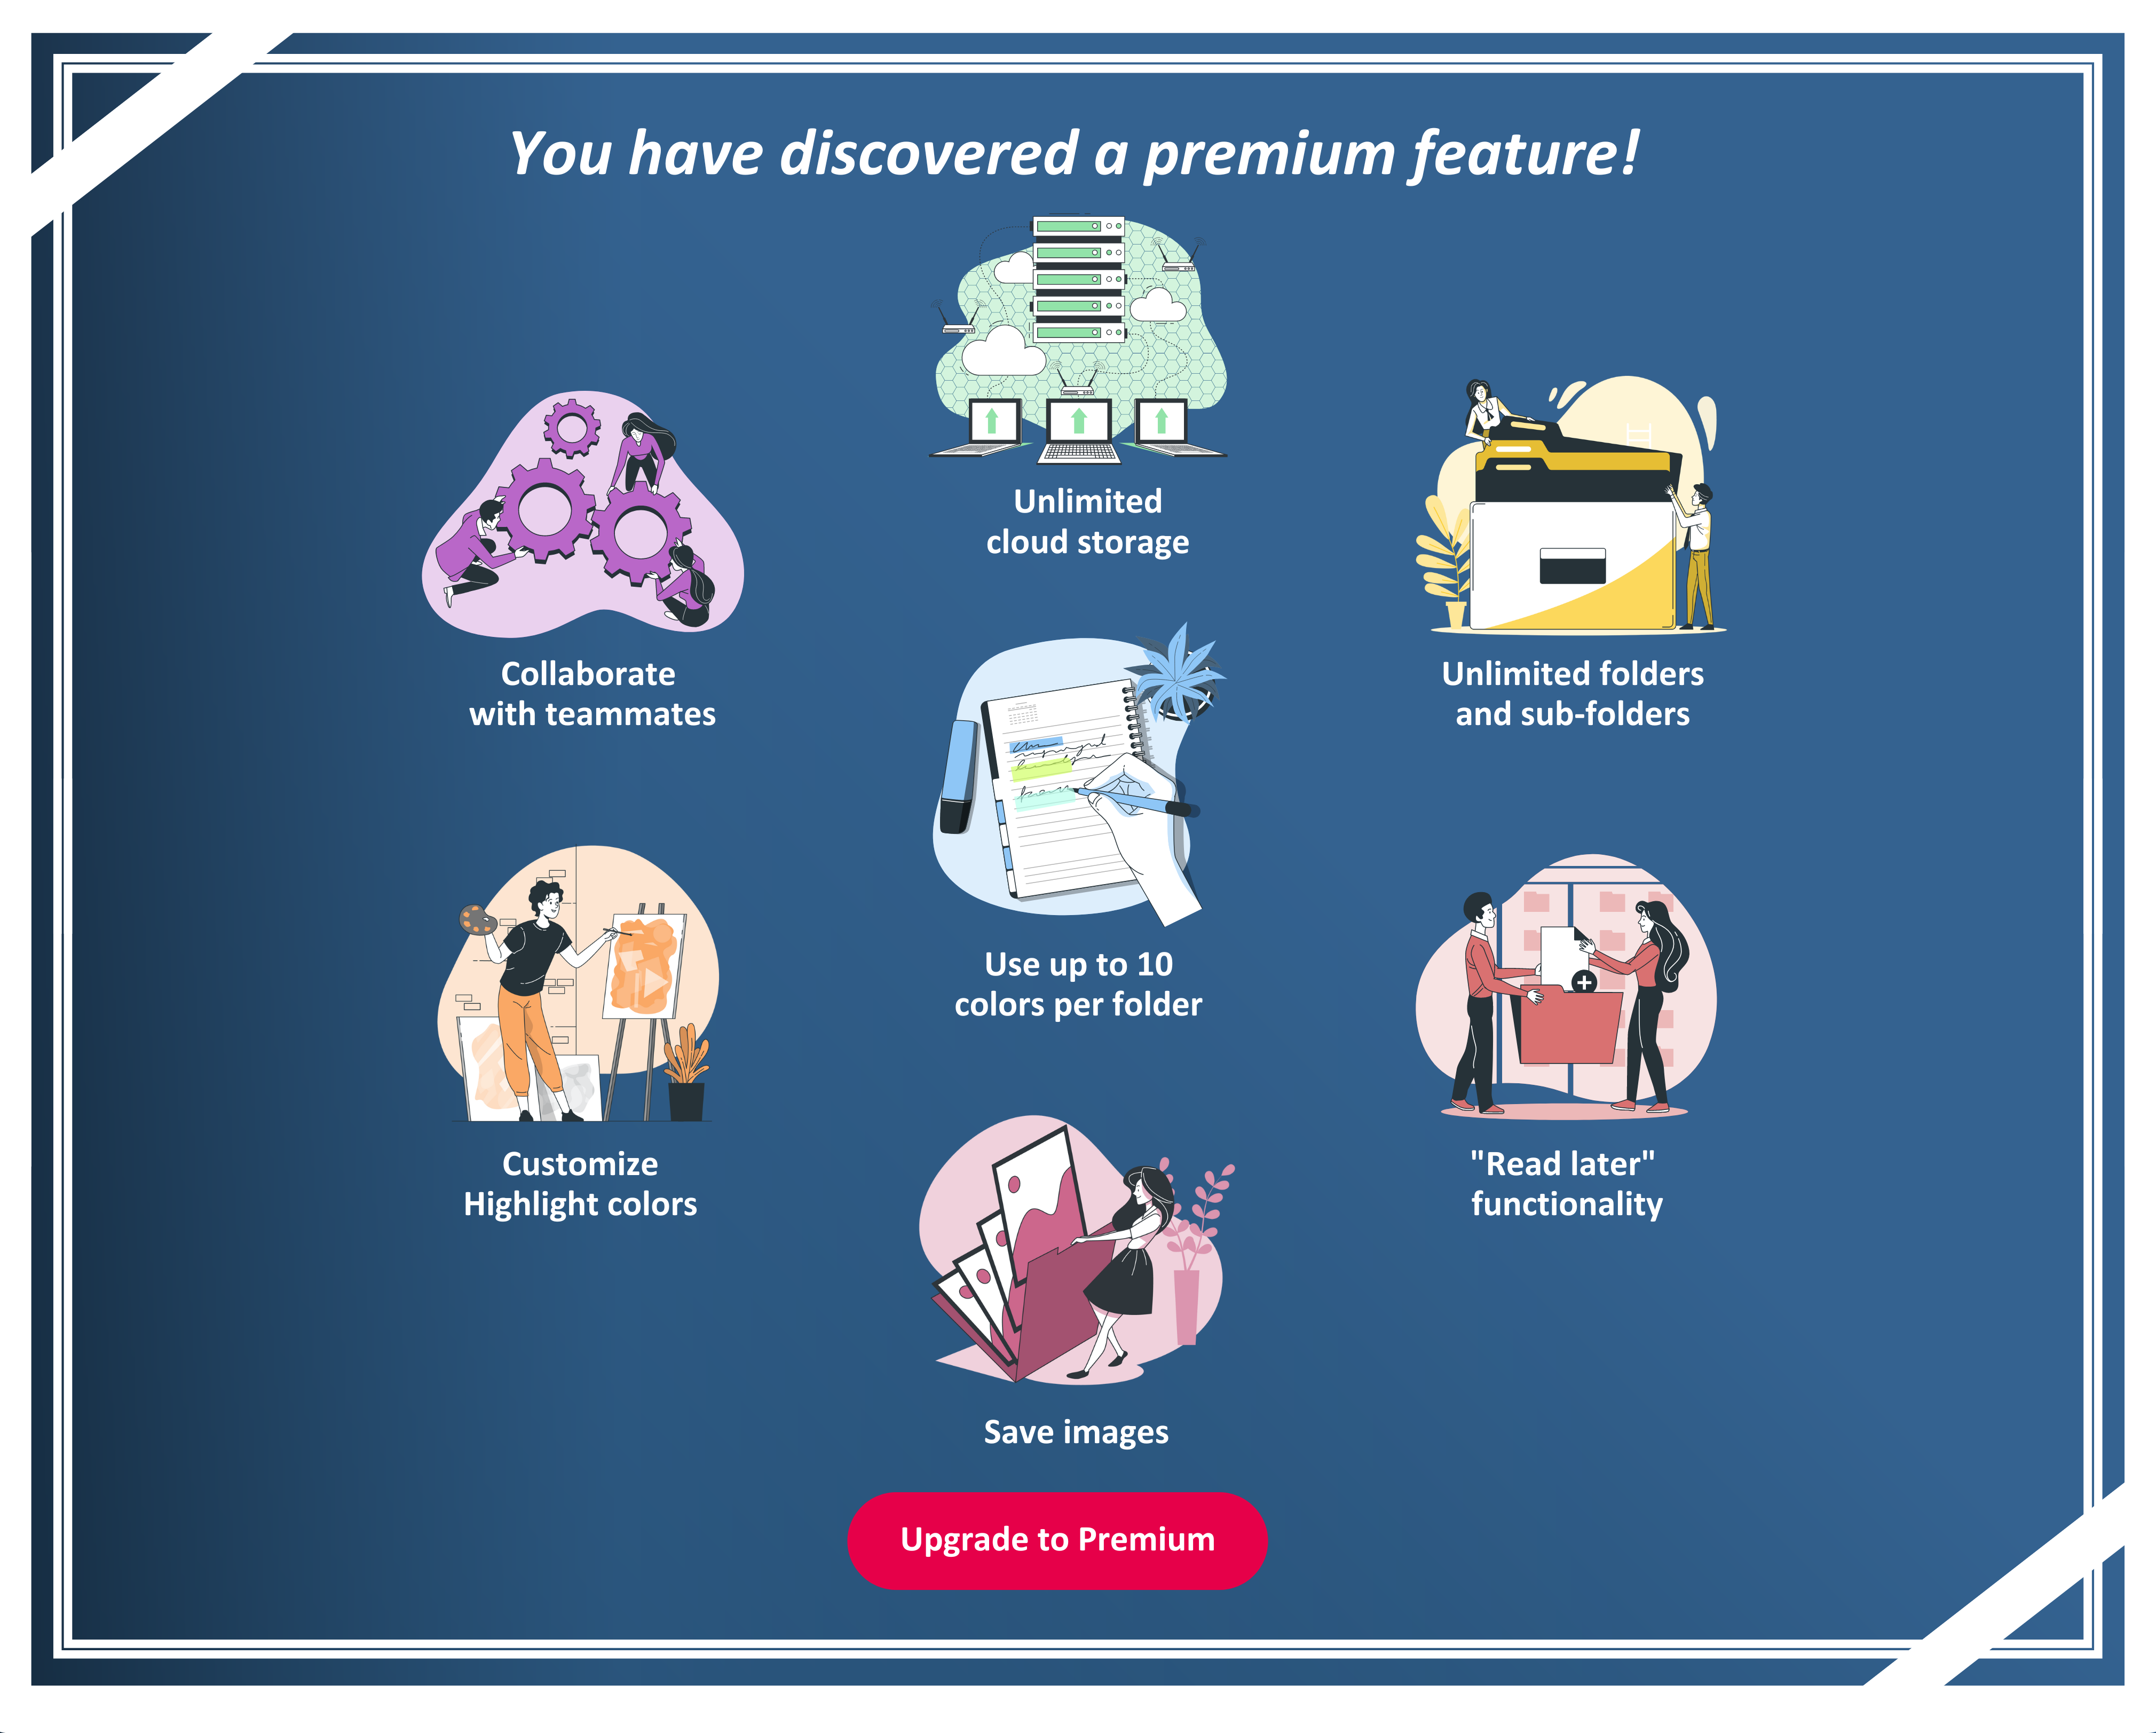 You have discovered a premium feature!
Unlimited
cloud storage
Collaborate
with teammates
Unlimited folders
and sub-folders
Use up to 10
colors per folder
Customize
Highlight colors
"Read later"
functionality
Save images
Upgrade to Premium